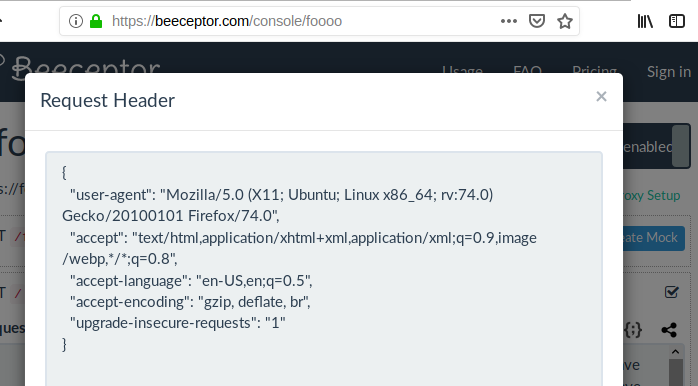 https://beeceptor.com/console/foooo
Beeceptor
Usage FAQ Pricing Sign in
Request Header ×
fo
enabled
s://f
oxy Setup
{
"user-agent": "Mozilla/5.0 (X11; Ubuntu; Linux x86_64; rv:74.0)
Gecko/20100101 Firefox/74.0",
"accept": "text/html,application/xhtml+xml,application/xml;q=0.9,image
/webp,*/*;q=0.8",
"accept-language": "en-US,en;q=0.5",
"accept-encoding": "gzip, deflate, br",
"upgrade-insecure-requests": "1"
}
T /
eate Mock
T /
ques
{;}
ve